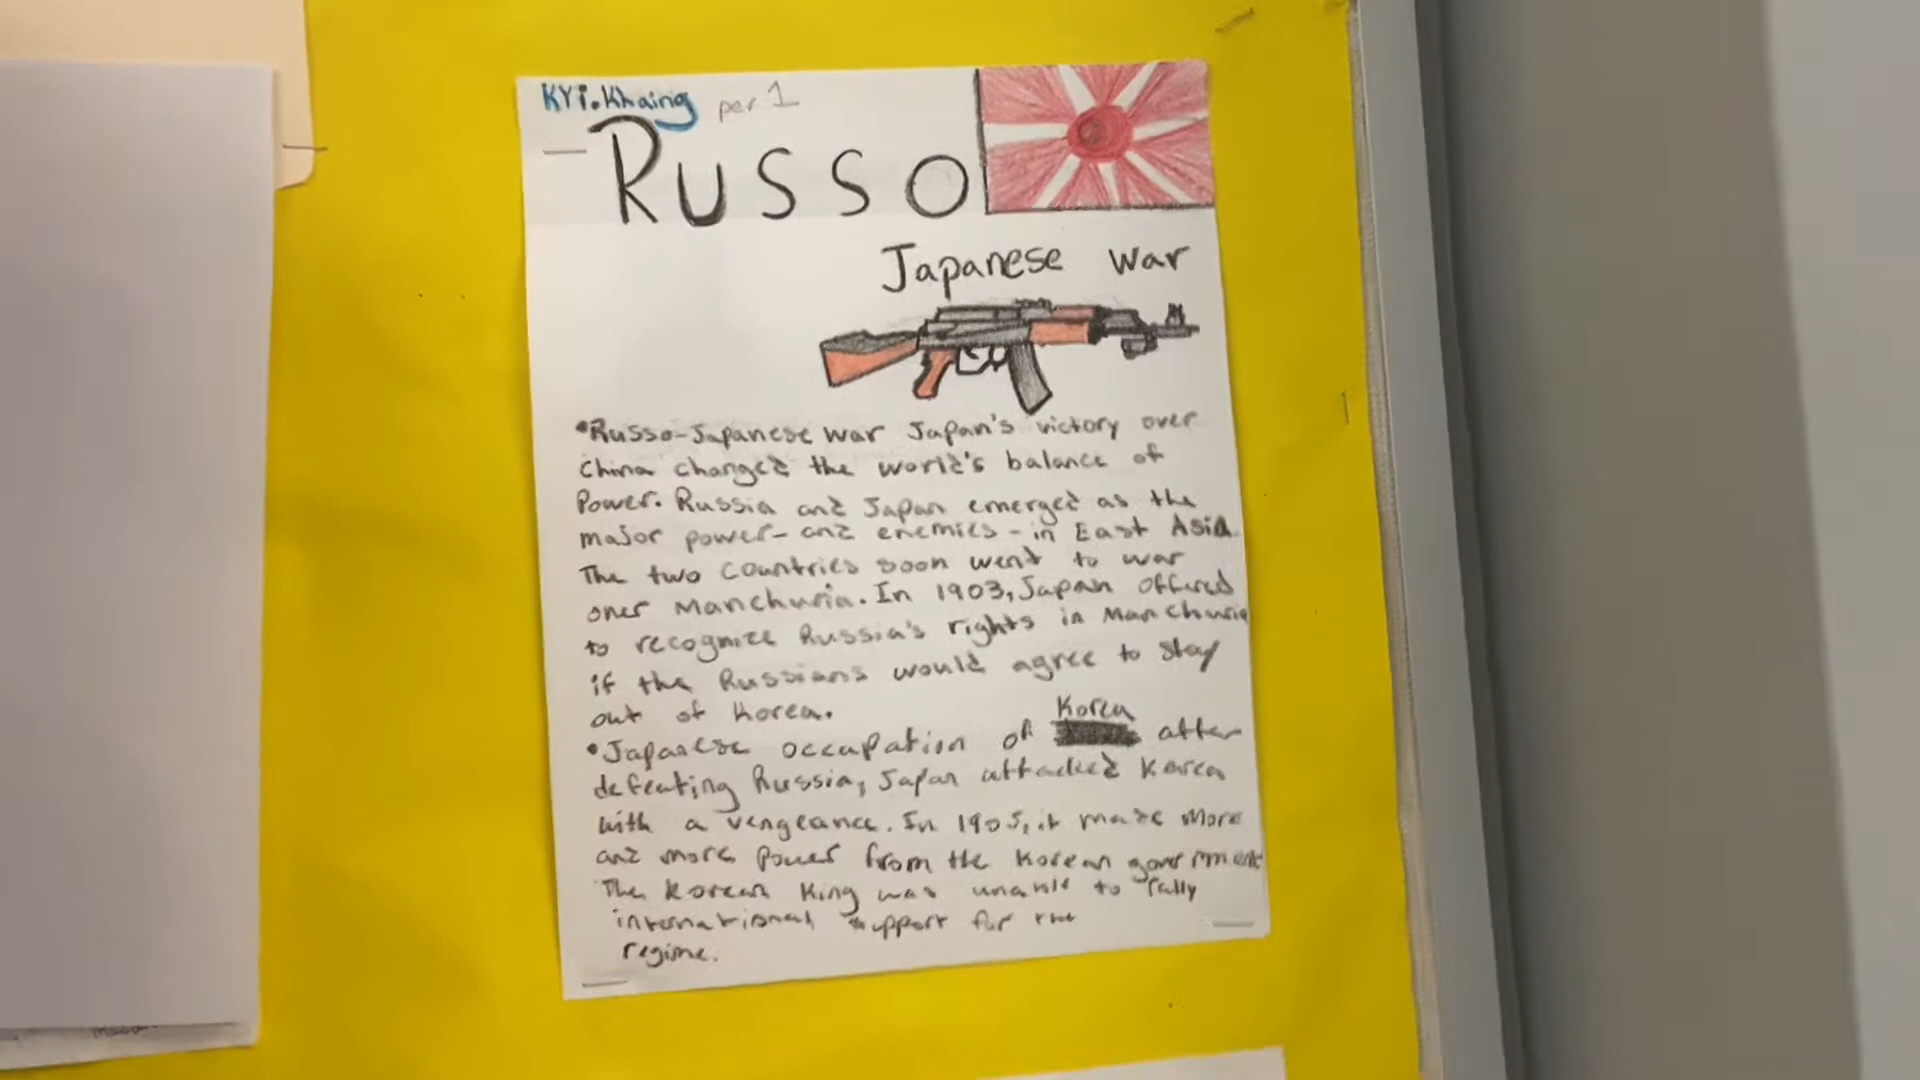 KYi.Khaing per 1
RUSSO
Japanese war
•Russo-Japanese war Japan's victory over
China changed the world's balance of
Power. Russia and Japan emerged as the
major power- and enemies - in East Asia
The two countries soon went to war
over Manchuria. In 1903, Japan offered
to recognize Russia's rights in Manchuria
if the Russians would agree to stay
out of Korea.
Korea
•Japanese occupation of after
defeating Russia, Japan attacked Korea
with a vengeance. In 1905, it made more
and more power from the Korean government
The Korean King was unable to rally
international support for the
regime.